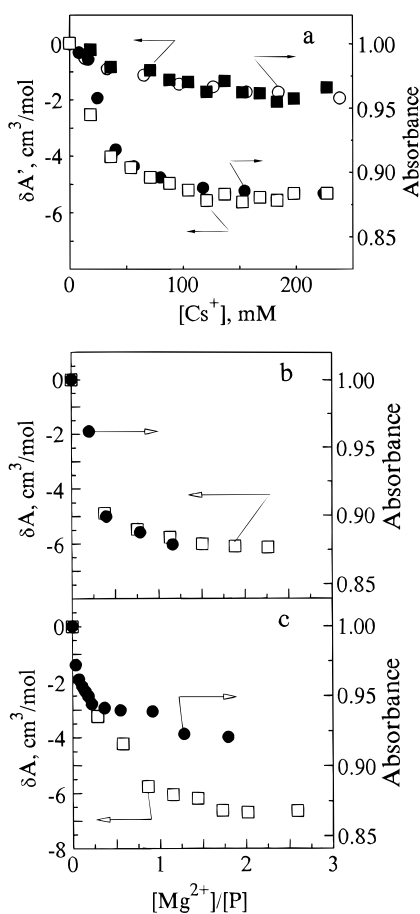 a
0
-2
-4
-6
δA', cm³/mol
1.00
0.95
0.90
0.85
Absorbance
0 100 200
[Cs⁺], mM
b
0
-2
-4
-6
δA, cm³/mol
1.00
0.95
0.90
0.85
Absorbance
c
0
-2
-4
-6
-8
δA, cm³/mol
1.00
0.95
0.90
0.85
Absorbance
0 1 2 3
[Mg²⁺]/[P]